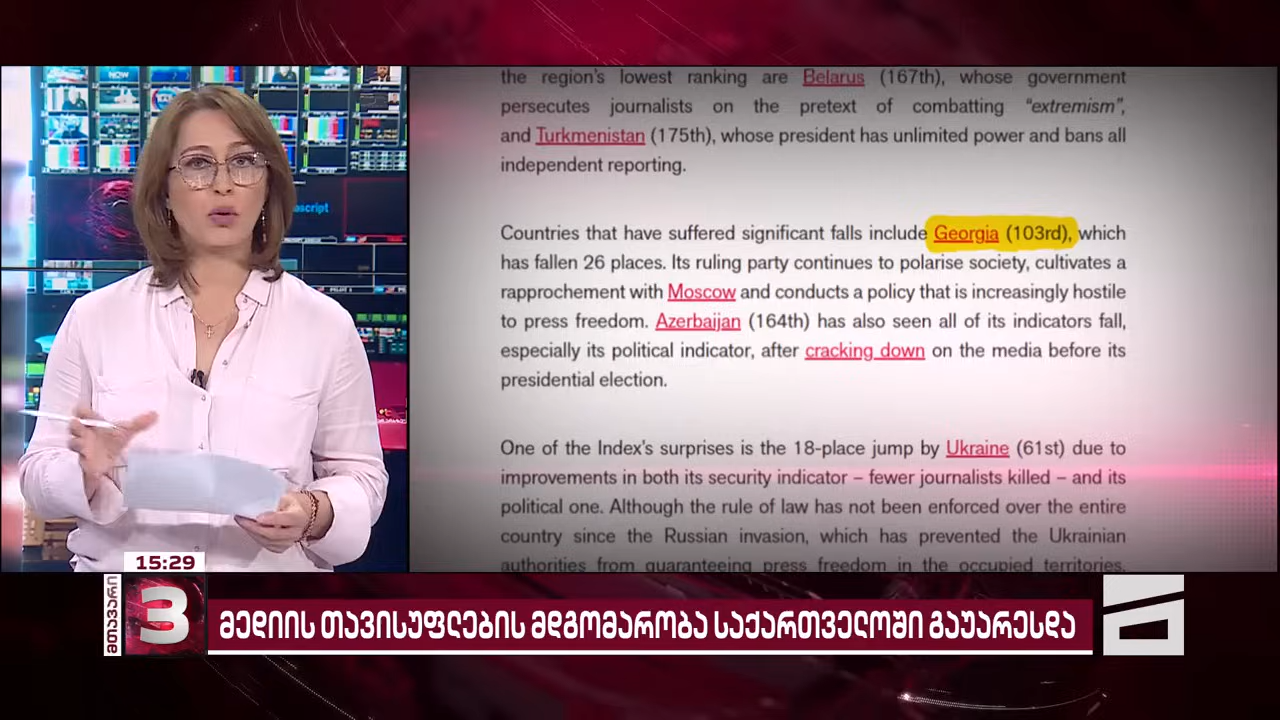 the region's lowest ranking are Belarus (167th), whose government
persecutes journalists on the pretext of combatting “extremism”,
and Turkmenistan (175th), whose president has unlimited power and bans all
independent reporting.
Countries that have suffered significant falls include Georgia (103rd), which
has fallen 26 places. Its ruling party continues to polarise society, cultivates a
rapprochement with Moscow and conducts a policy that is increasingly hostile
to press freedom. Azerbaijan (164th) has also seen all of its indicators fall,
especially its political indicator, after cracking down on the media before its
presidential election.
One of the Index's surprises is the 18-place jump by Ukraine (61st) due to
improvements in both its security indicator – fewer journalists killed – and its
political one. Although the rule of law has not been enforced over the entire
country since the Russian invasion, which has prevented the Ukrainian
authorities from guaranteeing press freedom in the occupied territories,
NOW
15:29
მთავარი
3
მედიის თავისუფლების მდგომარობა საქართველოში გაუარესდა